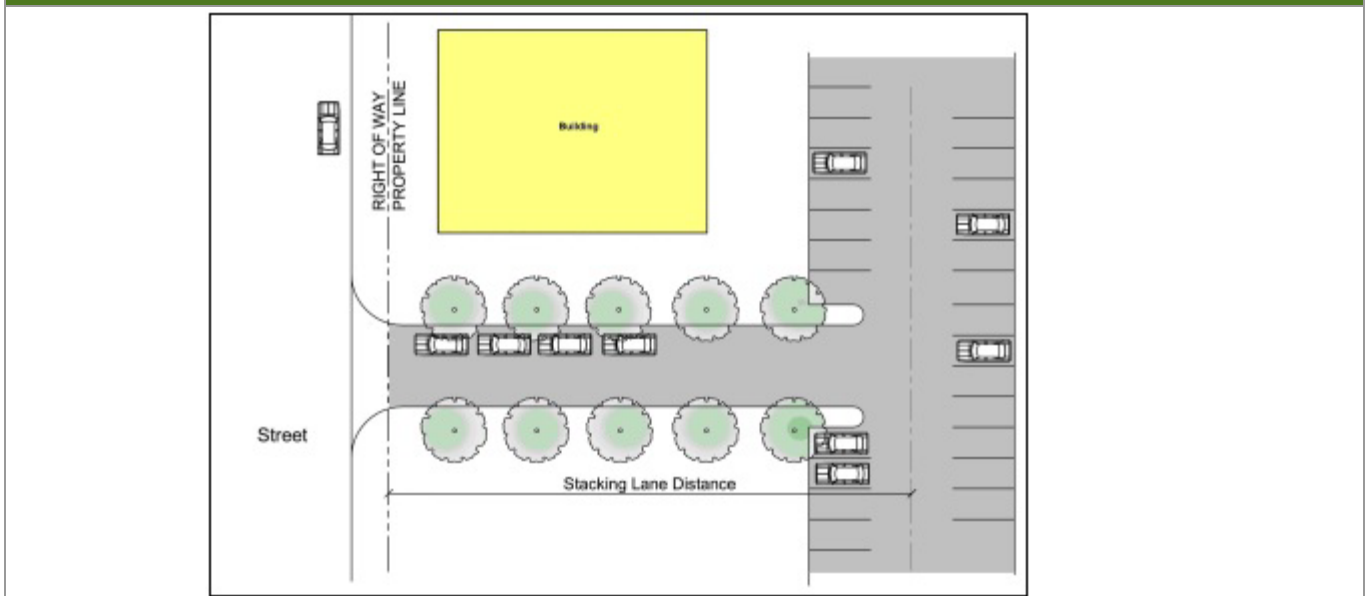 RIGHT OF WAY
PROPERTY LINE
Building
Street
Stacking Lane Distance